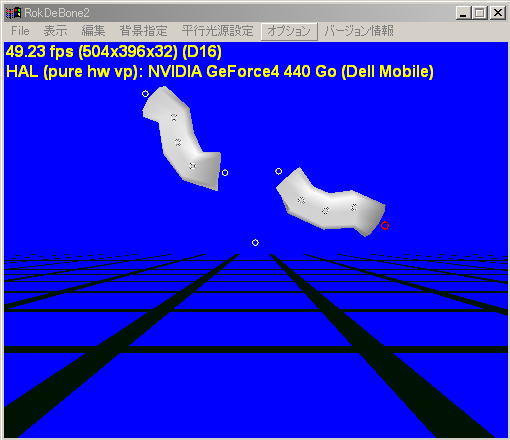 RokDeBone2
File 表示 編集 背景指定 平行光源設定 オプション バージョン情報
49.23 fps (504x396x32) (D16)
HAL (pure hw vp): NVIDIA GeForce4 440 Go (Dell Mobile)